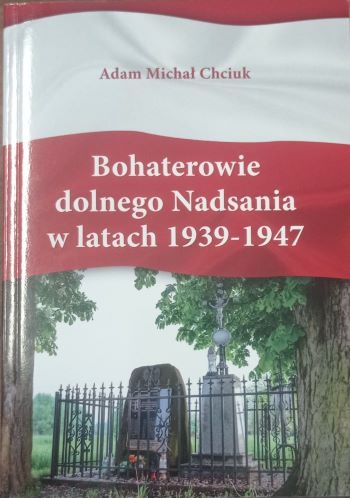 Adam Michał Chciuk
Bohaterowie
dolnego Nadsania
w latach 1939-1947